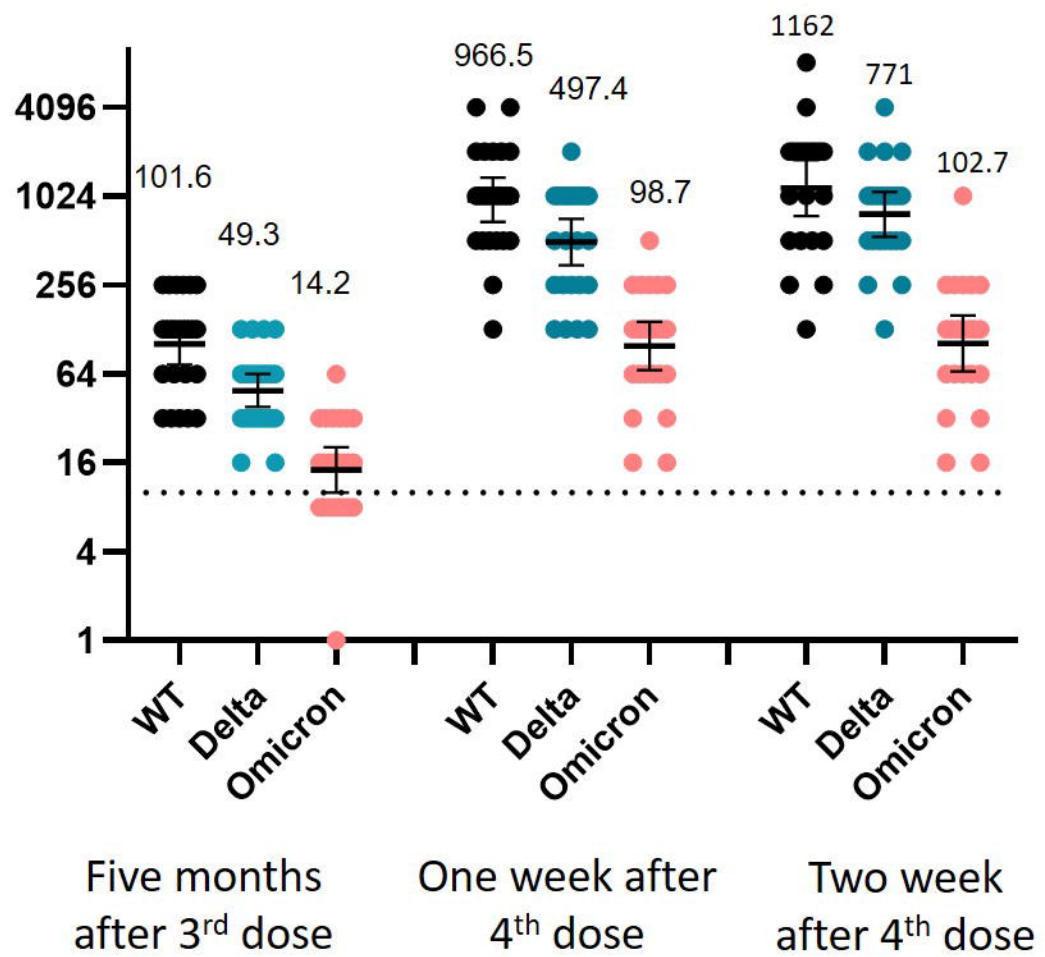 1162
966.5
771
497.4
4096
102.7
101.6
98.7
1024
49.3
14.2
256
64
16
4
1
WT
Delta
Omicron
WT
Delta
Omicron
WT
Delta
Omicron
Five months
after 3rd dose
One week after
4th dose
Two week
after 4th dose